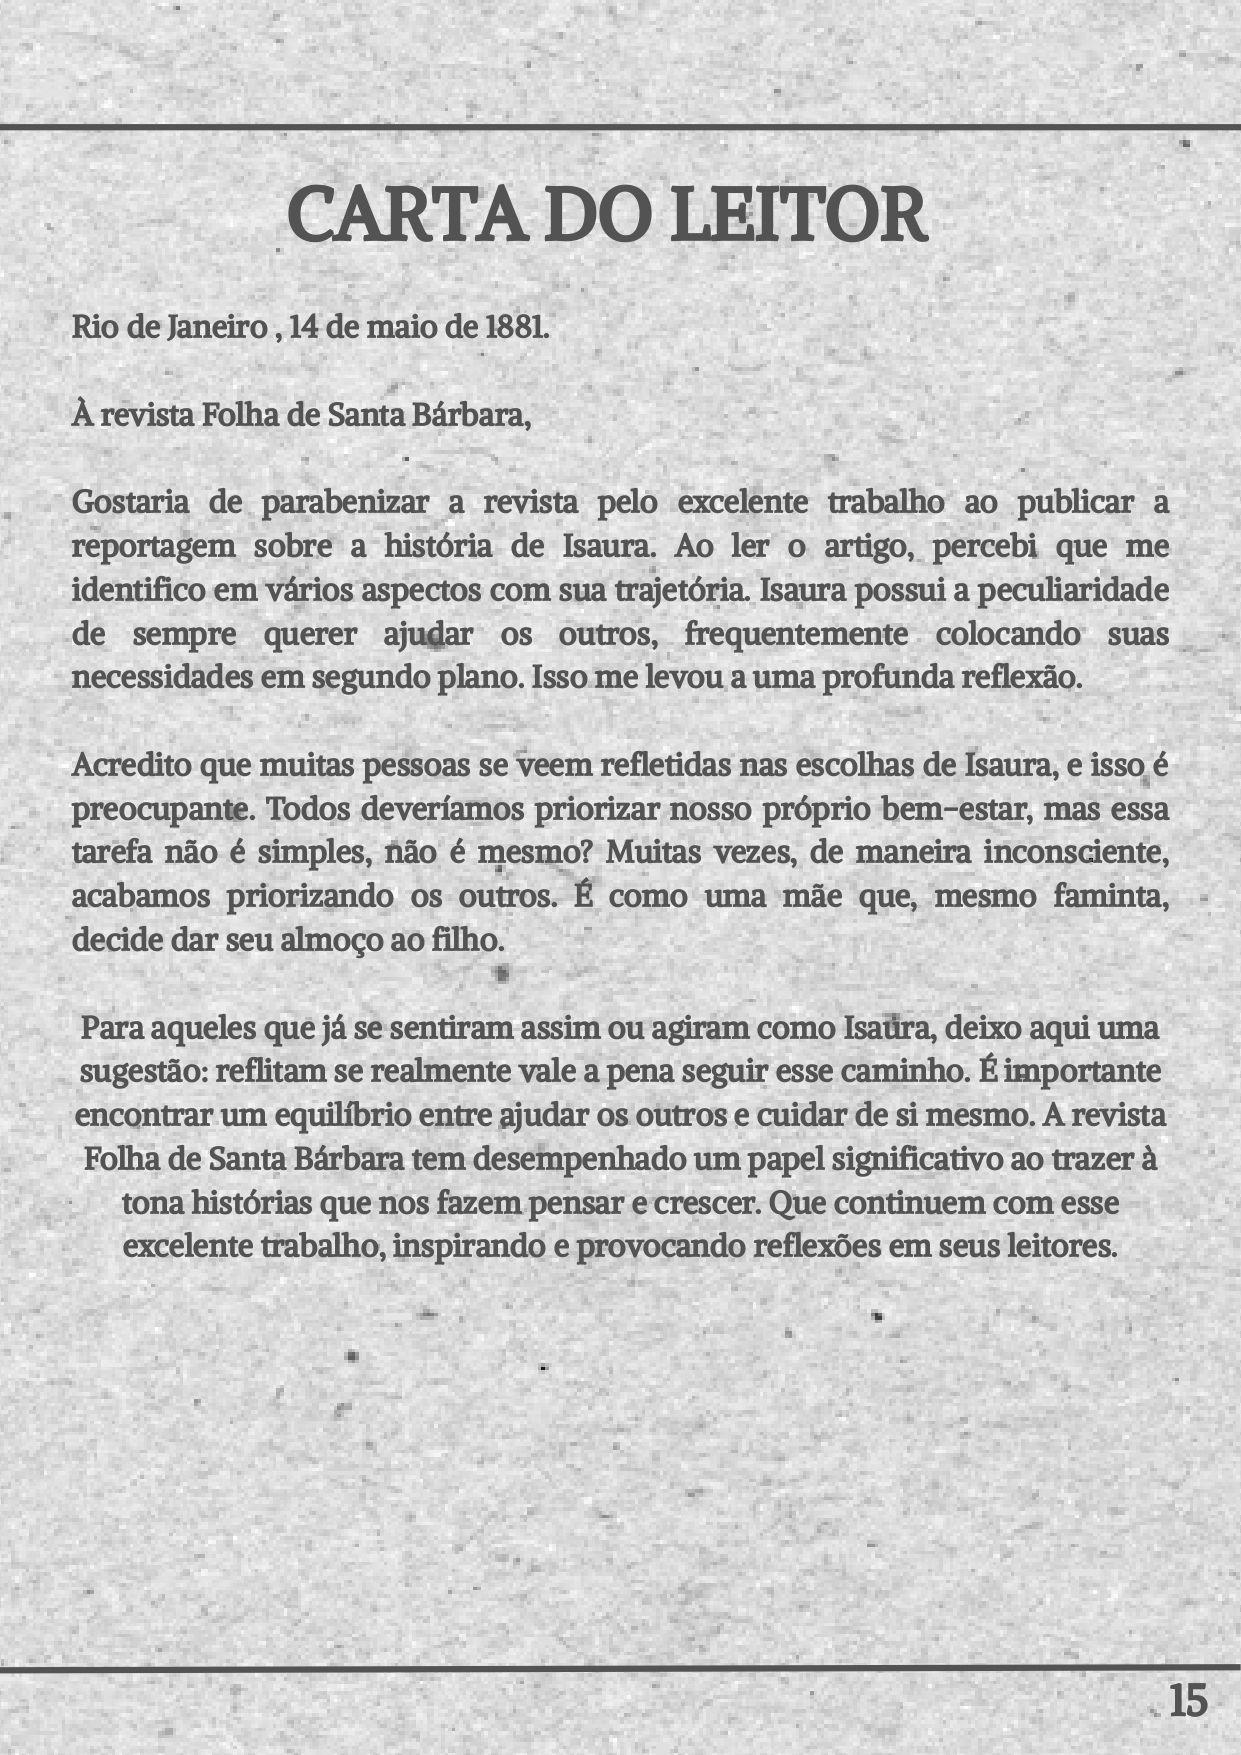 CARTA DO LEITOR
Rio de Janeiro , 14 de maio de 1881.
À revista Folha de Santa Bárbara,
Gostaria de parabenizar a revista pelo excelente trabalho ao publicar a
reportagem sobre a história de Isaura. Ao ler o artigo, percebi que me
identifico em vários aspectos com sua trajetória. Isaura possui a peculiaridade
de sempre querer ajudar os outros, frequentemente colocando suas
necessidades em segundo plano. Isso me levou a uma profunda reflexão.
Acredito que muitas pessoas se veem refletidas nas escolhas de Isaura, e isso é
preocupante. Todos deveríamos priorizar nosso próprio bem-estar, mas essa
tarefa não é simples, não é mesmo? Muitas vezes, de maneira inconsciente,
acabamos priorizando os outros. É como uma mãe que, mesmo faminta,
decide dar seu almoço ao filho.
Para aqueles que já se sentiram assim ou agiram como Isaura, deixo aqui uma
sugestão: reflitam se realmente vale a pena seguir esse caminho. É importante
encontrar um equilíbrio entre ajudar os outros e cuidar de si mesmo. A revista
Folha de Santa Bárbara tem desempenhado um papel significativo ao trazer à
tona histórias que nos fazem pensar e crescer. Que continuem com esse
excelente trabalho, inspirando e provocando reflexões em seus leitores.
15